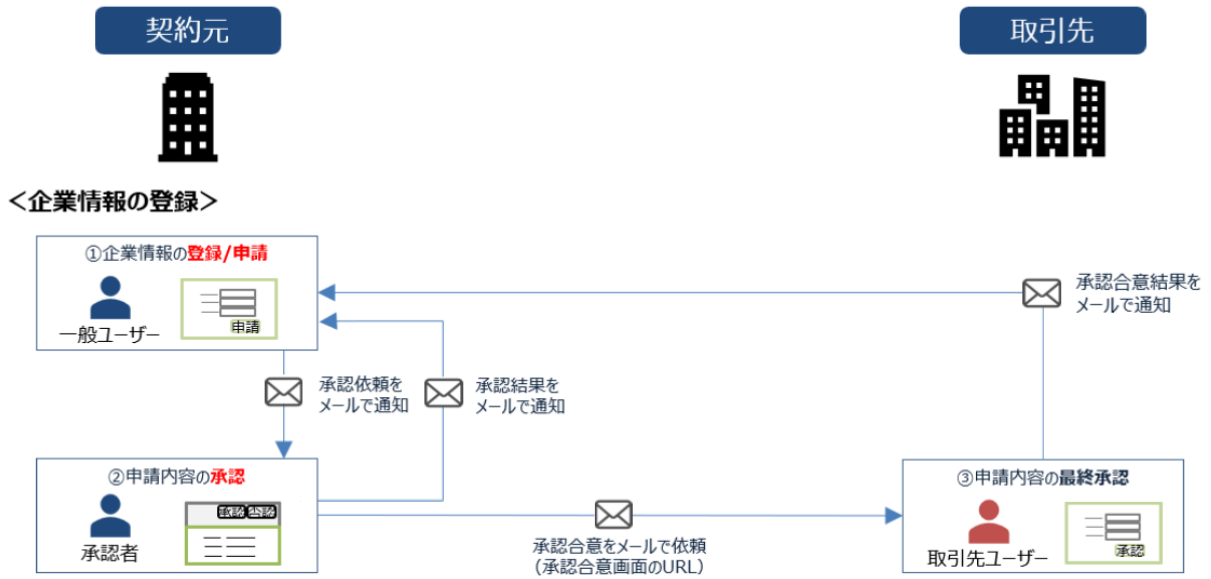 契約元
取引先
＜企業情報の登録＞
①企業情報の登録/申請
申請
一般ユーザー
承認合意結果を
メールで通知
承認依頼を
メールで通知
承認結果を
メールで通知
②申請内容の承認
承認 否認
承認者
承認合意をメールで依頼
（承認合意画面のURL）
③申請内容の最終承認
承認
取引先ユーザー